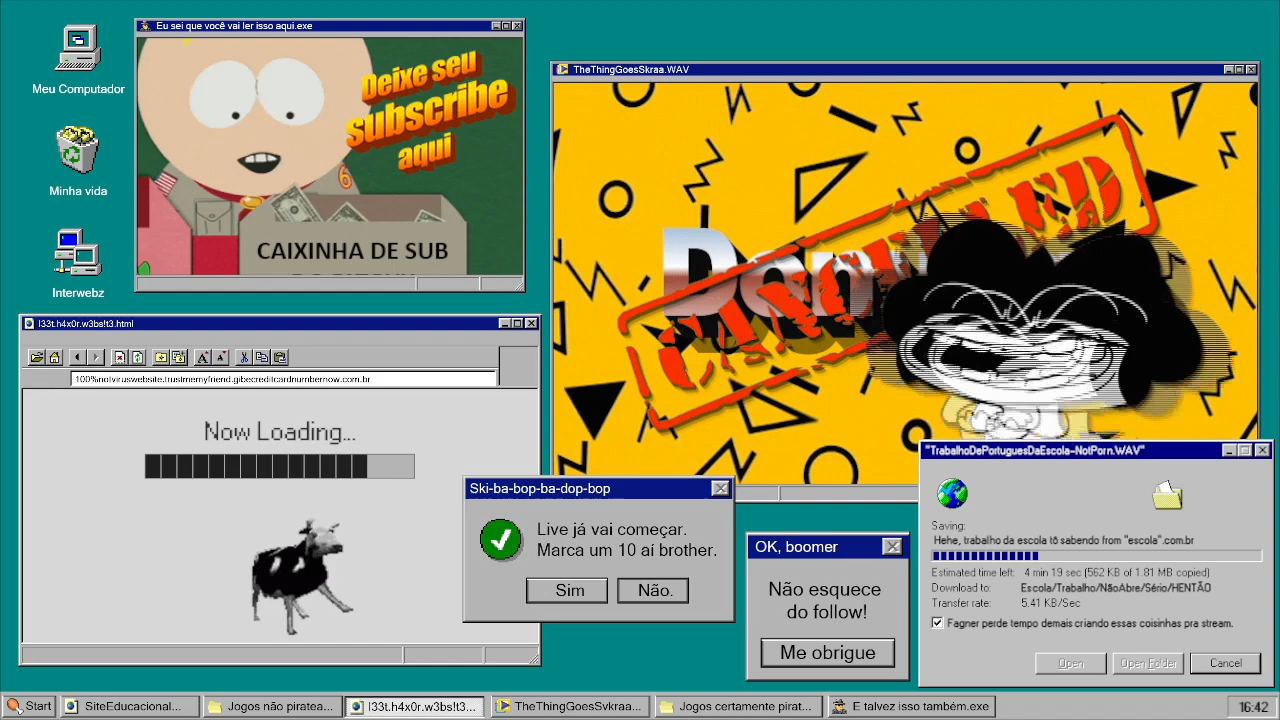 Meu Computador
Minha vida
Interwebz
Eu sei que você vai ler isso aqui.exe
Deixe seu
subscribe
aqui
6
CAIXINHA DE SUB
TheThingGoesSkraa.WAV
l33t.h4x0r.w3bs!t3.html
100%notviruswebsite.trustmemyfriend.gibecreditcardnumbernow.com.br
Now Loading...
Ski-ba-bop-ba-dop-bop
Live já vai começar.
Marca um 10 aí brother.
Sim
Não.
OK, boomer
Não esquece
do follow!
Me obrigue
"TrabalhoDePortuguesDaEscola-NotPorn.WAV"
Saving:
Hehe, trabalho da escola tô sabendo from "escola".com.br
Estimated time left: 4 min 19 sec (562 KB of 1.81 MB copied)
Download to: Escola/Trabalho/NãoAbre/Sério/HENTÃO
Transfer rate: 5.41 KB/Sec
Fagner perde tempo demais criando essas coisinhas pra stream.
Open
Open Folder
Cancel
Start
SiteEducacional...
Jogos não piratea...
l33t.h4x0r.w3bs!t3...
TheThingGoesSvkraa...
Jogos certamente pirat...
E talvez isso também.exe
16:42